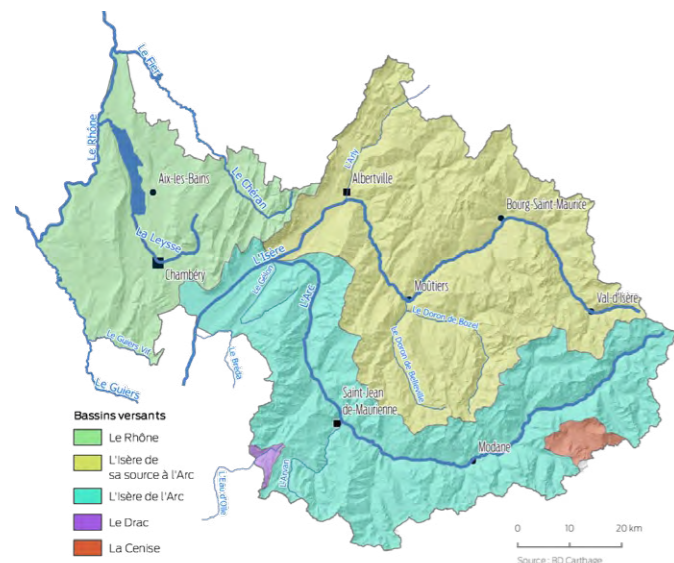 Le Fier
Le Rhône
Aix-les-Bains
Le Chéran
L'Arly
Albertville
Bourg-Saint-Maurice
La Leysse
L'Isère
Chambéry
Le Gelon
L'Arc
Moûtiers
Val-d'Isère
Le Doron de Bozel
Le Doron de Belleville
Le Guiers Vif
Le Guiers
Le Bréda
Saint-Jean
de-Maurienne
Modane
L'Arvan
L'Eau d'Olle
Bassins versants
Le Rhône
L'Isère de
sa source à l'Arc
L'Isère de l'Arc
Le Drac
La Cenise
0 10 20 km
Source : BD Carthage